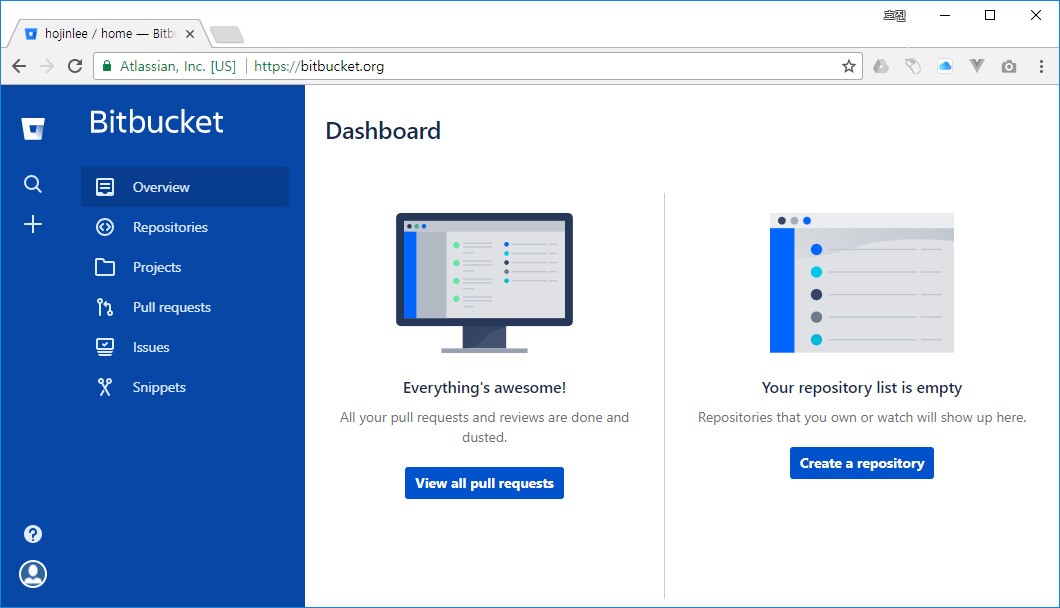 호진
hojinlee / home — Bitb
Atlassian, Inc. [US] https://bitbucket.org
Bitbucket
Overview
Repositories
Projects
Pull requests
Issues
Snippets
Dashboard
Everything's awesome!
All your pull requests and reviews are done and
dusted.
View all pull requests
Your repository list is empty
Repositories that you own or watch will show up here.
Create a repository